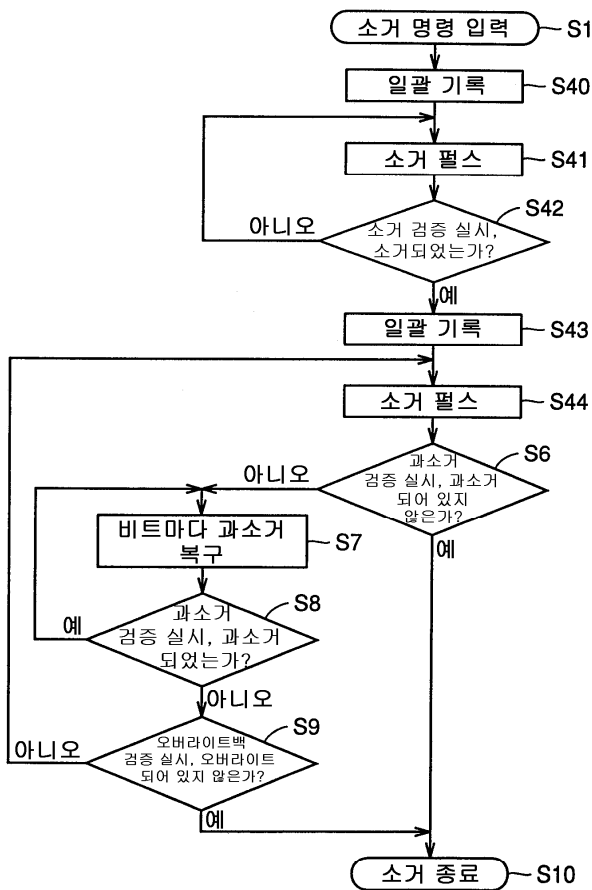 소거 명령 입력
S1
일괄 기록
S40
소거 펄스
S41
S42
소거 검증 실시,
소거되었는가?
아니오
예
일괄 기록
S43
소거 펄스
S44
S6
과소거
검증 실시, 과소거
되어 있지
않은가?
아니오
예
비트마다 과소거
복구
S7
S8
과소거
검증 실시, 과소거
되었는가?
예
아니오
S9
오버라이트백
검증 실시, 오버라이트
되어 있지 않은가?
아니오
예
소거 종료
S10